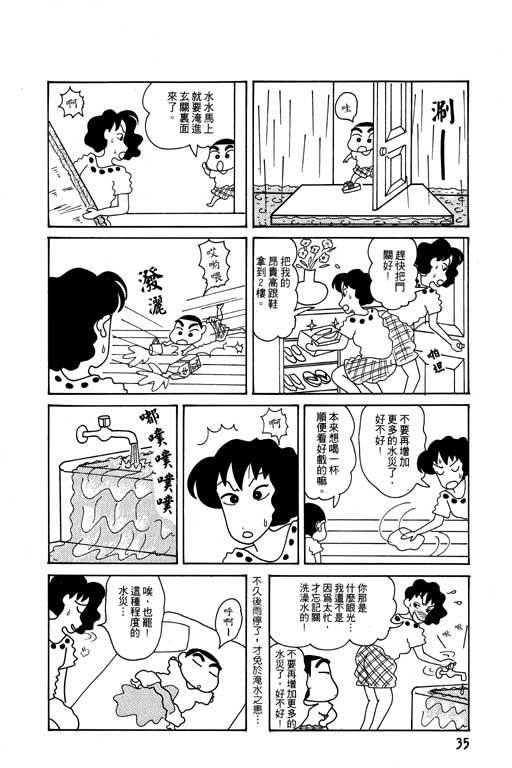 唰
哇
水水馬上
就要淹進
玄關裏面
來了。
啊
趕快把門
關好！
啪
坦
把我的
昂貴高跟鞋
拿到2樓。
哎
喲
喂
潑
灑
不要再增加
更多的
水災了，
好不好！
本來想喝一杯
順便看好戲的嘛。
啊
嘟
噗
噗
噗
噗
你那是
什麼眼光…
我還不是
因爲太忙，
才忘記關
洗澡水的！
不要再增加更多的
水災了，好不好！
不久後雨停了，才免於淹水之患…
呼啊ー
唉，也罷！
這種程度的
水災…
35